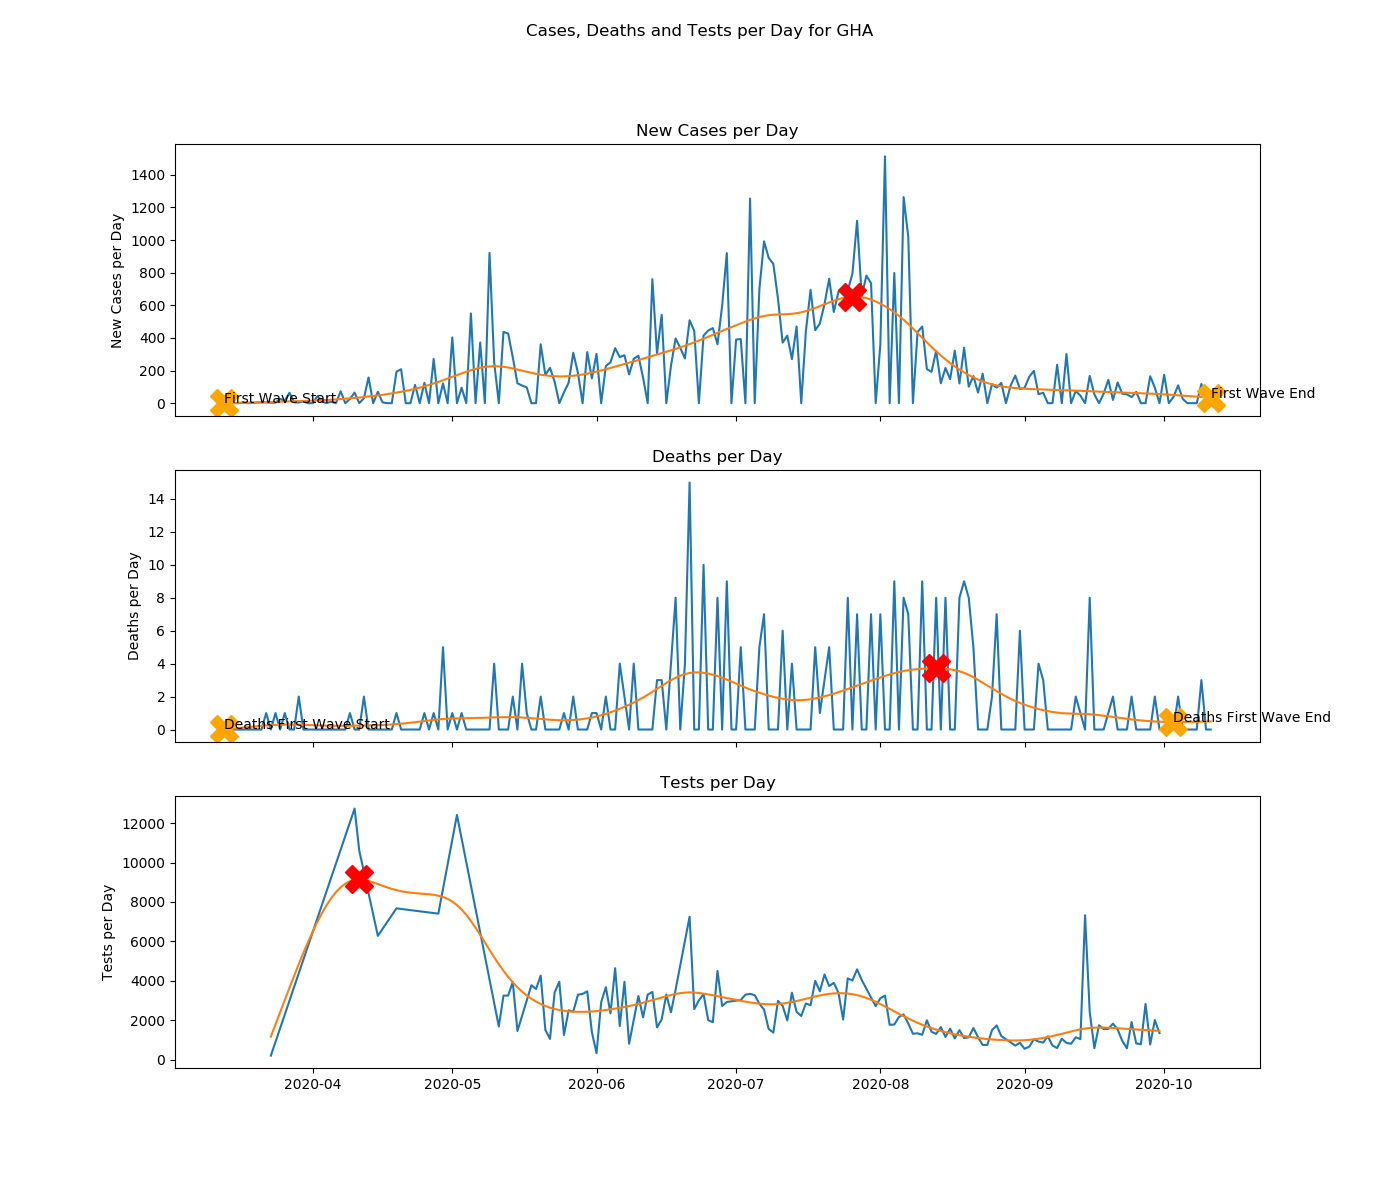 Cases, Deaths and Tests per Day for GHA
New Cases per Day
New Cases per Day
1400
1200
1000
800
600
400
200
0
First Wave Start
First Wave End
Deaths per Day
Deaths per Day
14
12
10
8
6
4
2
0
Deaths First Wave Start
Deaths First Wave End
Tests per Day
Tests per Day
12000
10000
8000
6000
4000
2000
0
2020-04 2020-05 2020-06 2020-07 2020-08 2020-09 2020-10